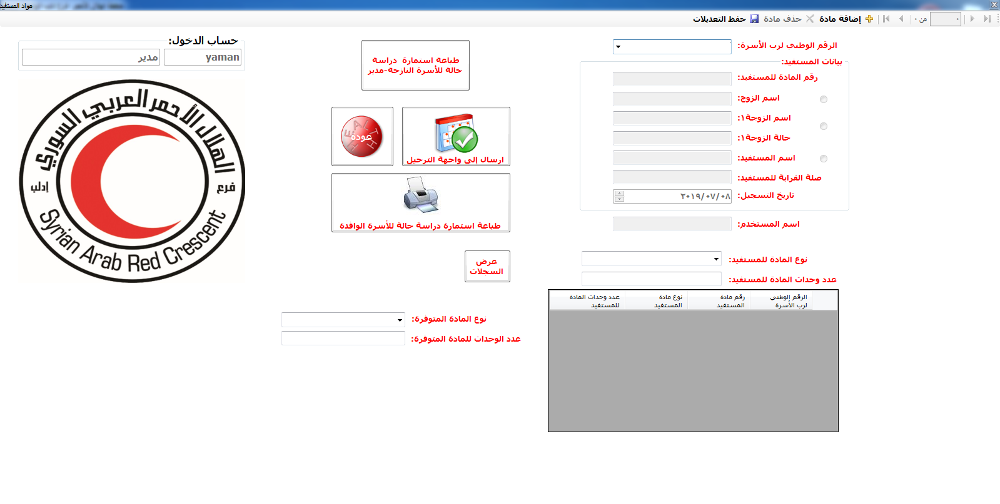 مواد المستفيد
إضافة مادة
حذف مادة
حفظ التعديلات
٠ من ٠
حساب الدخول:
yaman
مدير
الهلال الأحمر العربي السوري
فرع
إدلب
Syrian Arab Red Crescent
طباعة استمارة دراسة
حالة للأسرة النازحة-مدير
ارسال إلى واجهة الترحيل
HEALTH
عودة
طباعة استمارة دراسة حالة للأسرة الوافدة
عرض
السجلات
نوع المادة المتوفرة:
عدد الوحدات للمادة المتوفرة:
الرقم الوطني لرب الأسرة:
بيانات المستفيد:
رقم المادة للمستفيد:
اسم الزوج:
اسم الزوجة١:
حالة الزوجة١:
اسم المستفيد:
صلة القرابة للمستفيد:
تاريخ التسجيل:
٢٠١٩/٠٧/٠٨
اسم المستخدم:
نوع المادة للمستفيد:
عدد وحدات المادة للمستفيد:
الرقم الوطني
لرب الأسرة
رقم مادة
المستفيد
نوع مادة
المستفيد
عدد وحدات المادة
للمستفيد